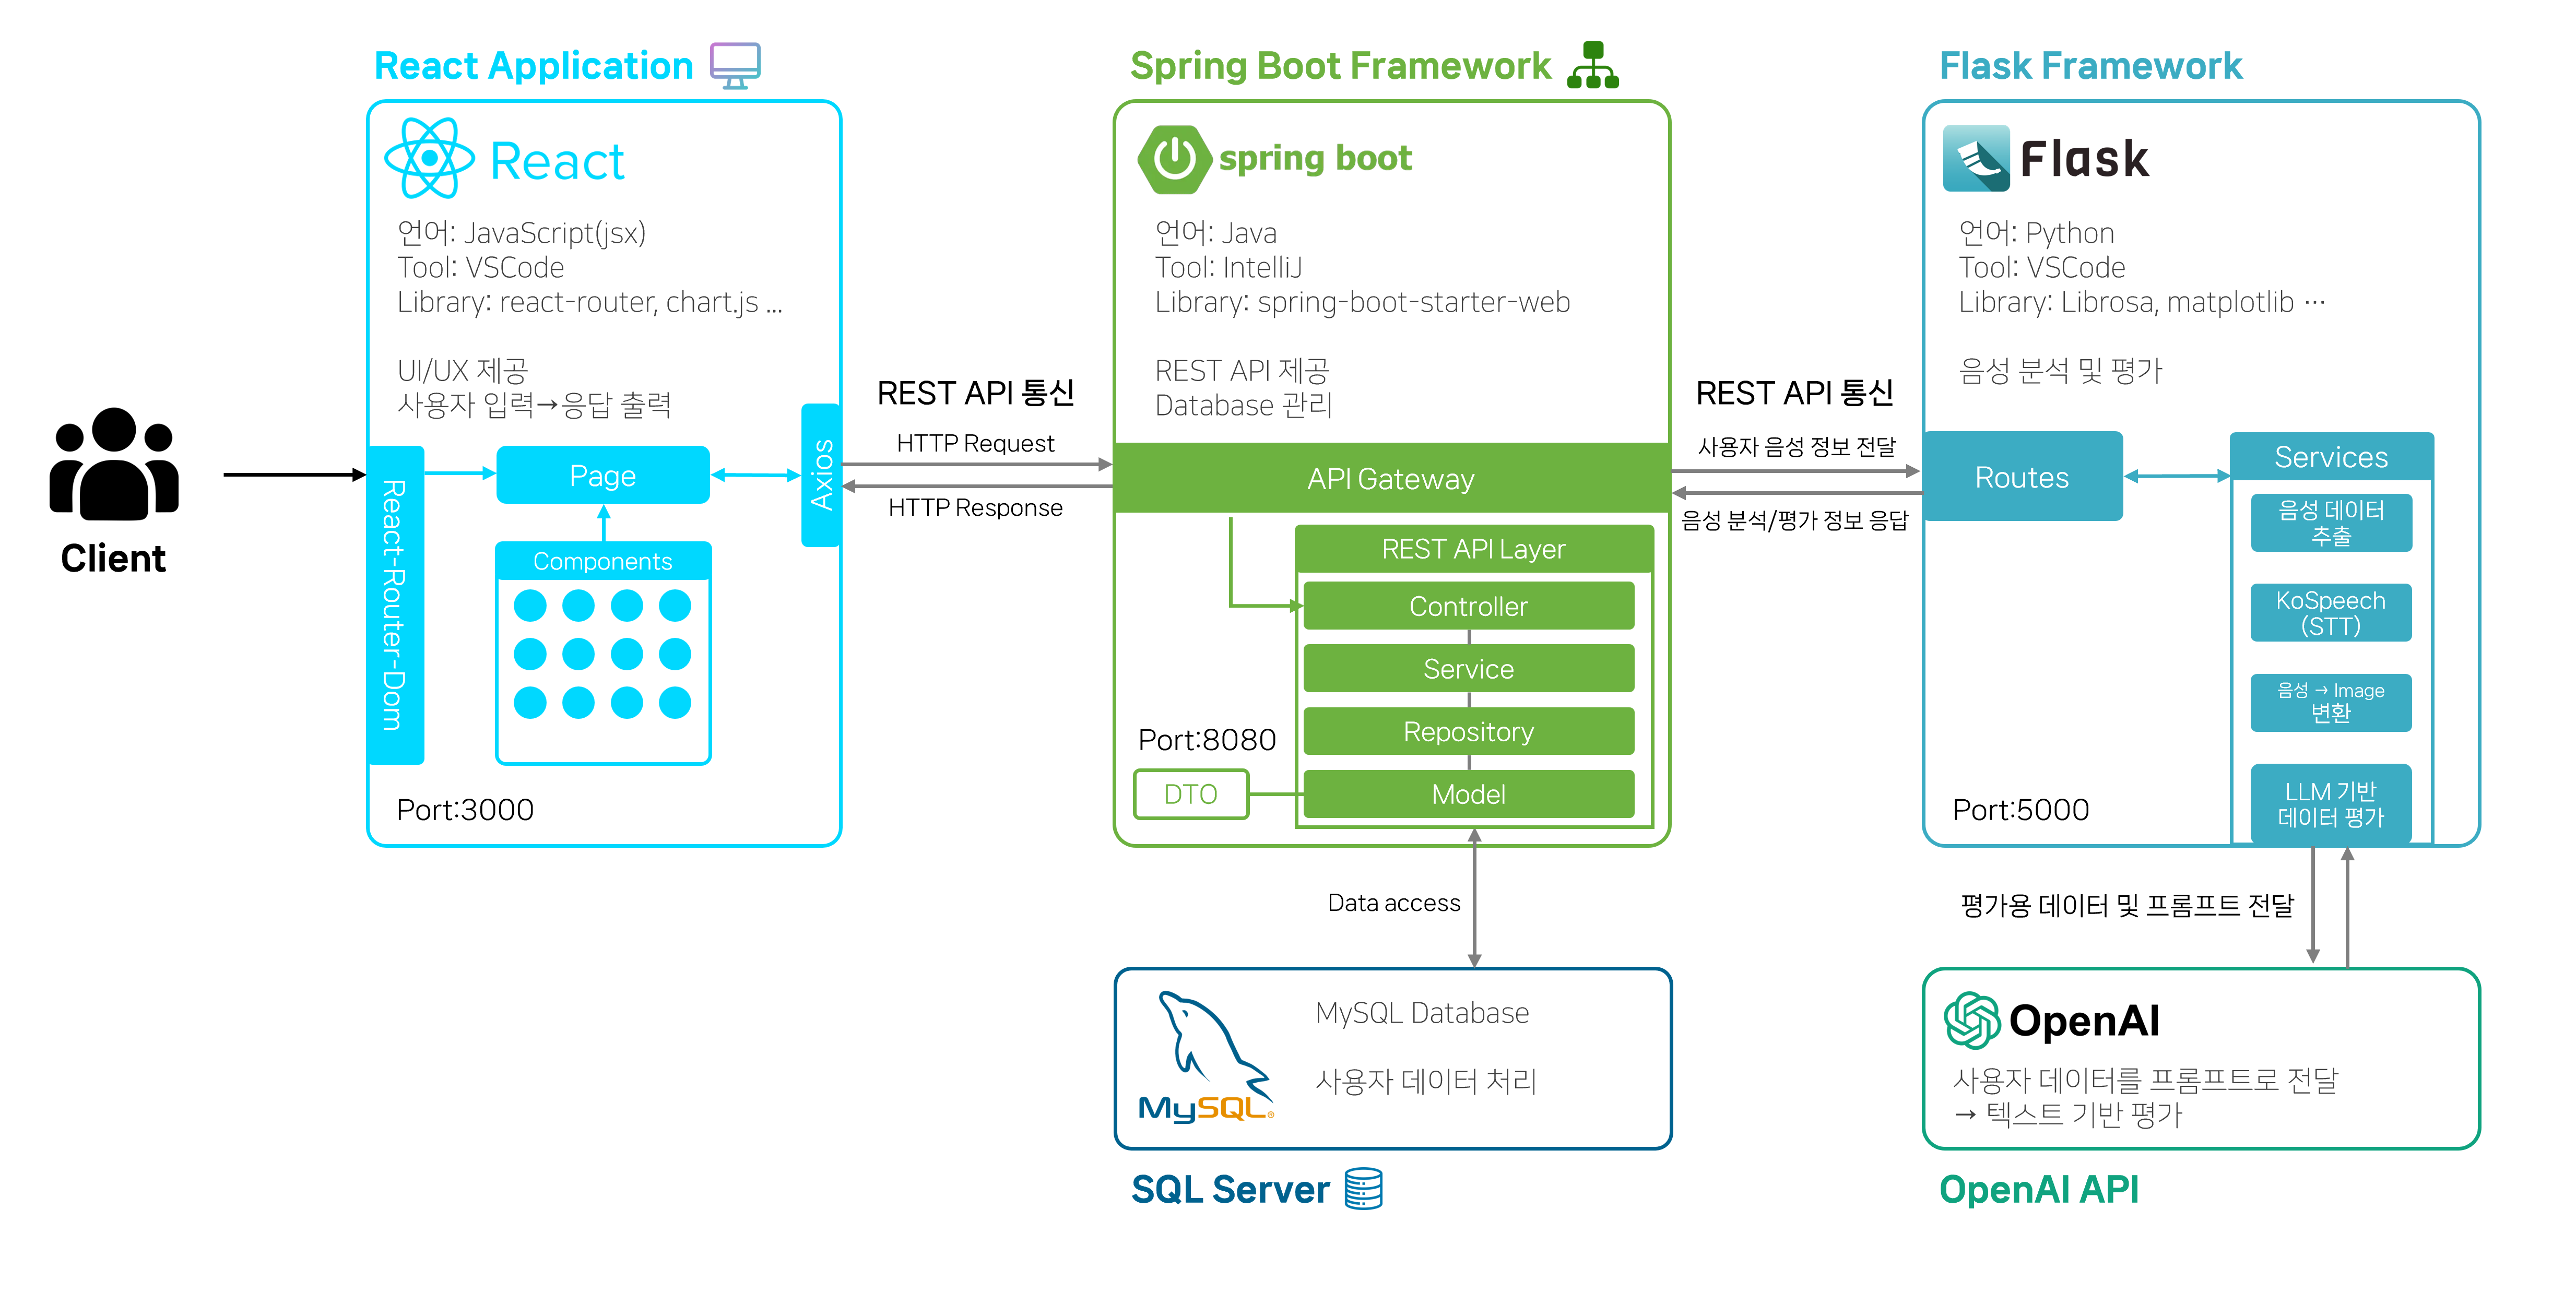 React Application
React
언어: JavaScript(jsx)
Tool: VSCode
Library: react-router, chart.js ...
UI/UX 제공
사용자 입력→응답 출력
Client
React-Router-Dom
Page
Components
Axios
Port:3000
REST API 통신
HTTP Request
HTTP Response
Spring Boot Framework
spring boot
언어: Java
Tool: IntelliJ
Library: spring-boot-starter-web
REST API 제공
Database 관리
API Gateway
REST API Layer
Controller
Service
Repository
Model
Port:8080
DTO
REST API 통신
사용자 음성 정보 전달
음성 분석/평가 정보 응답
Flask Framework
Flask
언어: Python
Tool: VSCode
Library: Librosa, matplotlib ⋯
음성 분석 및 평가
Routes
Services
음성 데이터
추출
KoSpeech
(STT)
음성 → Image
변환
LLM 기반
데이터 평가
Port:5000
Data access
MySQL®
MySQL Database
사용자 데이터 처리
SQL Server
평가용 데이터 및 프롬프트 전달
OpenAI
사용자 데이터를 프롬프트로 전달
→ 텍스트 기반 평가
OpenAI API